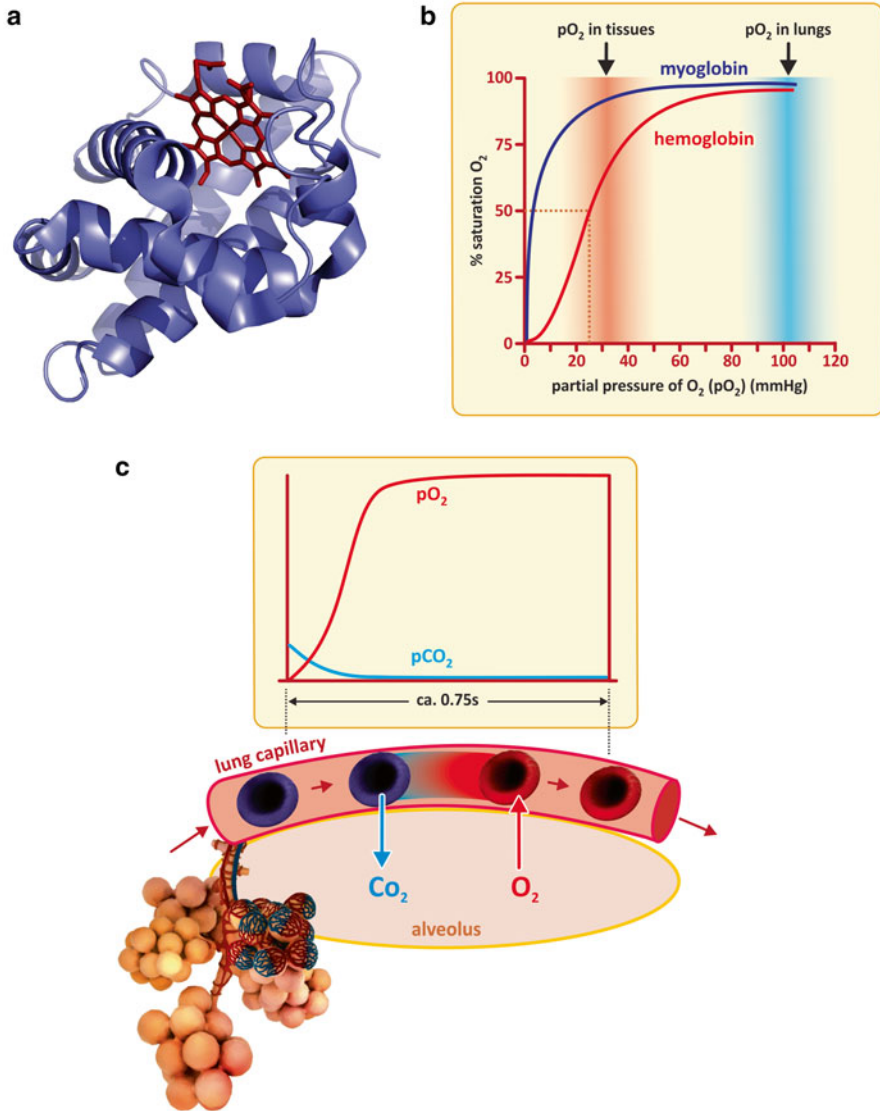 a
b
pO₂ in tissues
pO₂ in lungs
100
75
50
25
0
% saturation O₂
myoglobin
hemoglobin
0 20 40 60 80 100 120
partial pressure of O₂ (pO₂) (mmHg)
c
pO₂
pCO₂
ca. 0.75s
lung capillary
Co₂
O₂
alveolus